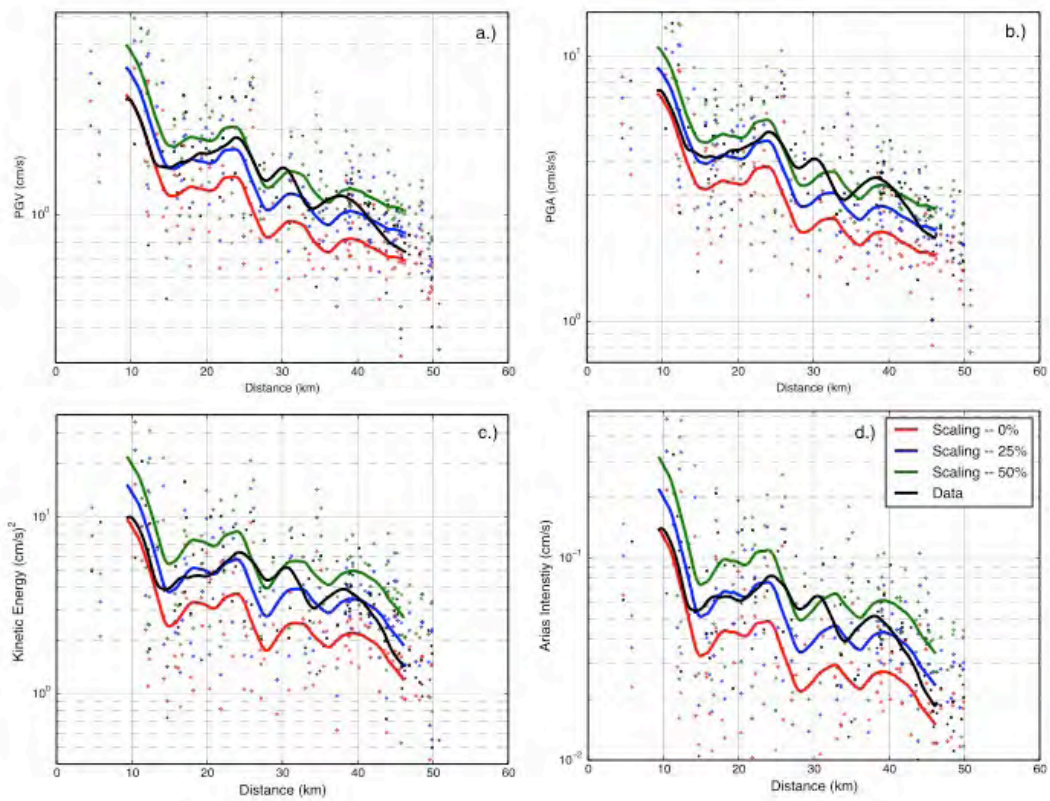 a.)
PGV (cm/s)
10⁰
0 10 20 30 40 50 60
Distance (km)
b.)
PGA (cm/s/s)
10¹
10⁰
0 10 20 30 40 50 60
Distance (km)
c.)
Kinetic Energy (cm/s)²
10¹
10⁰
0 10 20 30 40 50 60
Distance (km)
d.)
Scaling -- 0%
Scaling -- 25%
Scaling -- 50%
Data
Arias Intenstiy (cm/s)
10⁻¹
10⁻²
0 10 20 30 40 50 60
Distance (km)